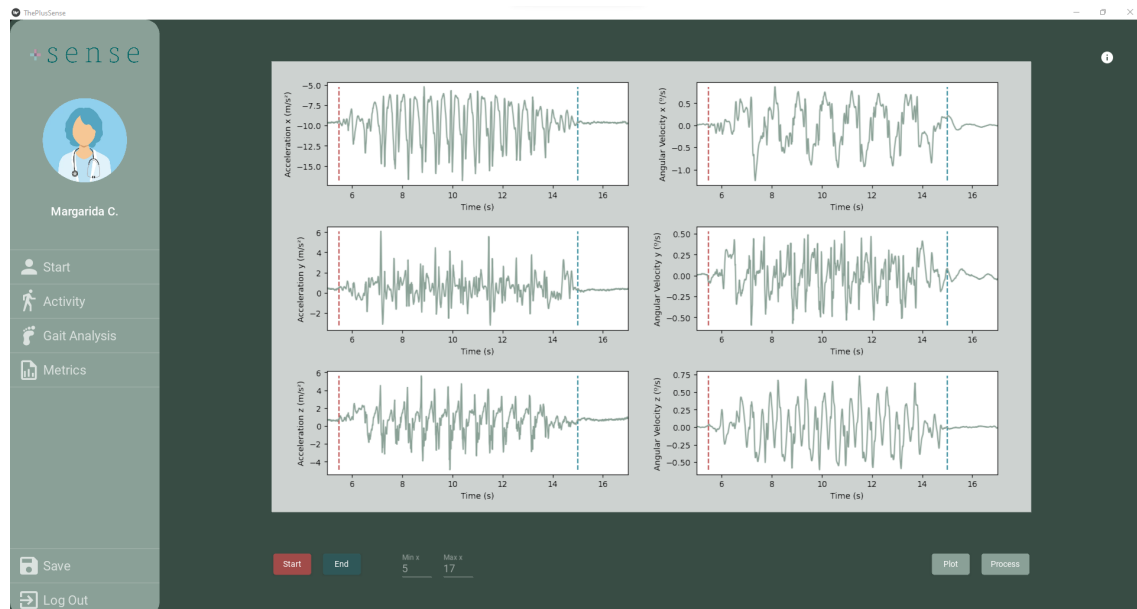 ThePlusSense
sense
Margarida C.
Start
Activity
Gait Analysis
Metrics
Save
Log Out
Acceleration x (m/s²)
−5.0
−7.5
−10.0
−12.5
−15.0
6 8 10 12 14 16
Time (s)
Angular Velocity x (º/s)
0.5
0.0
−0.5
−1.0
6 8 10 12 14 16
Time (s)
Acceleration y (m/s²)
6
4
2
0
−2
6 8 10 12 14 16
Time (s)
Angular Velocity y (º/s)
0.50
0.25
0.00
−0.25
−0.50
6 8 10 12 14 16
Time (s)
Acceleration z (m/s²)
6
4
2
0
−2
−4
6 8 10 12 14 16
Time (s)
Angular Velocity z (º/s)
0.75
0.50
0.25
0.00
−0.25
−0.50
6 8 10 12 14 16
Time (s)
Start
End
Min x
5
Max x
17
Plot
Process